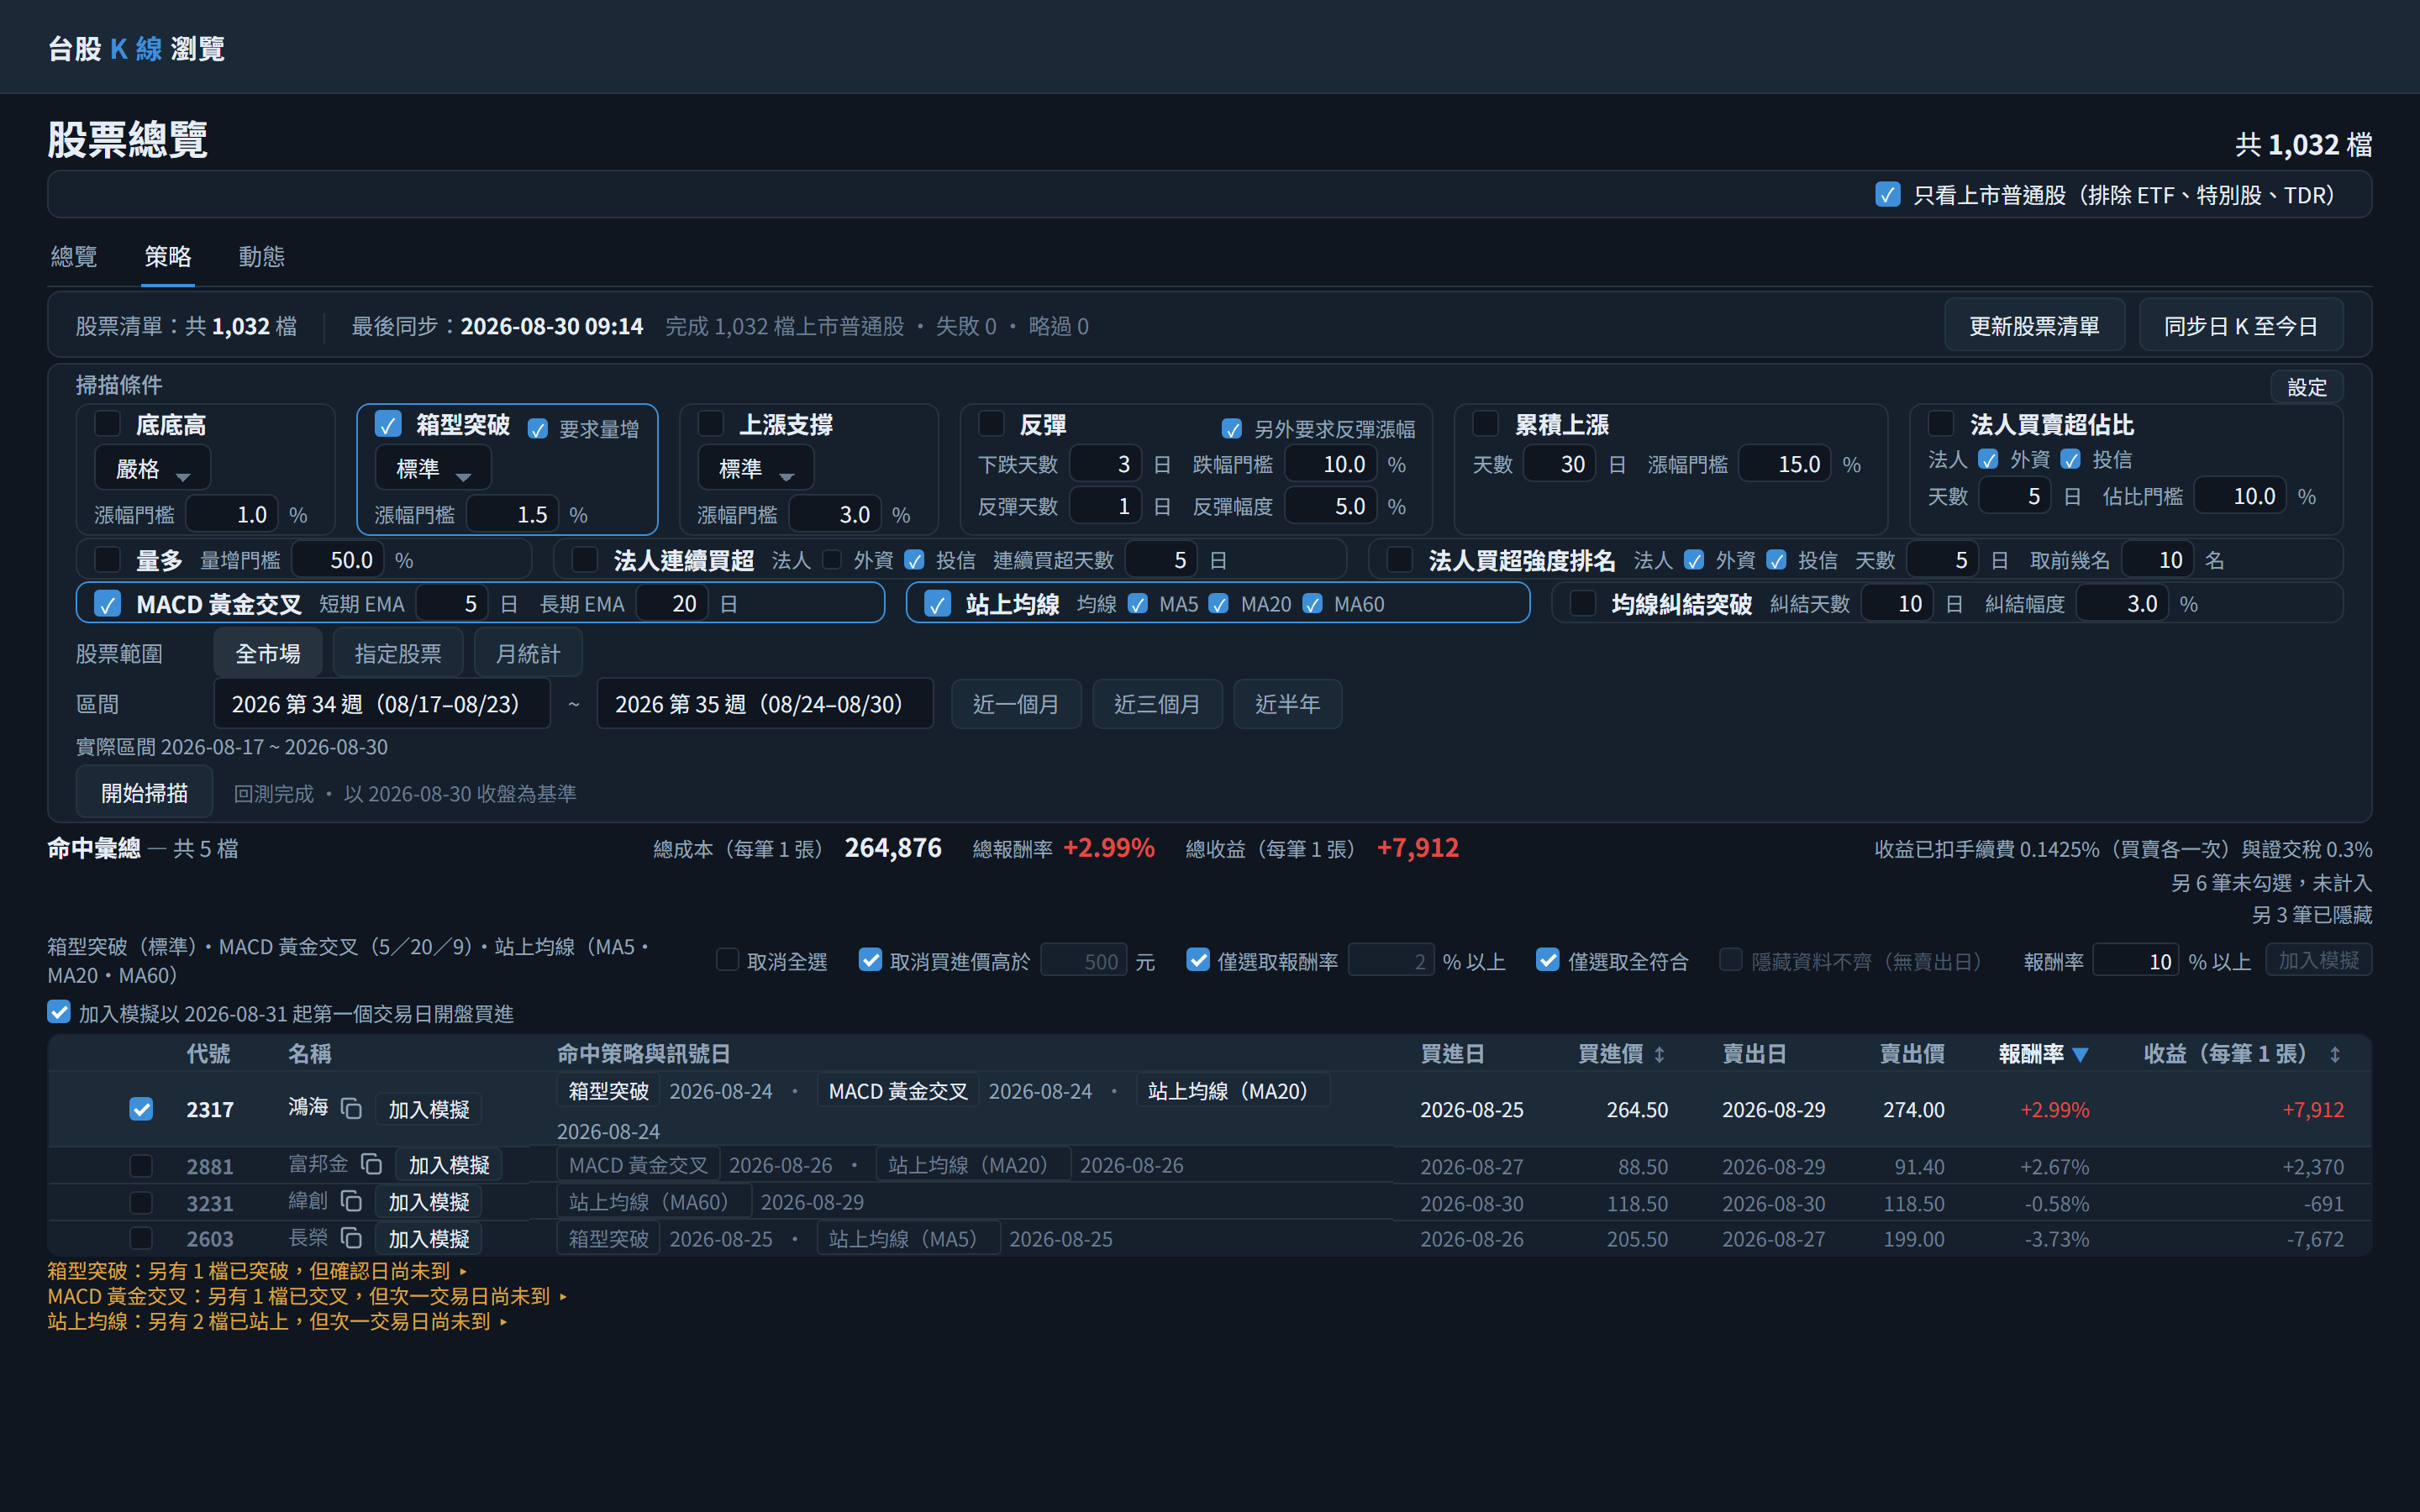 台股 K 線 瀏覽
股票總覽
共 1,032 檔
只看上市普通股（排除 ETF、特別股、TDR）
總覽 策略 動態
股票清單：共 1,032 檔 最後同步：2026-08-30 09:14 完成 1,032 檔上市普通股 · 失敗 0 · 略過 0 更新股票清單 同步日 K 至今日
掃描條件 設定
底底高
嚴格
漲幅門檻 1.0 %
箱型突破 要求量增
標準
漲幅門檻 1.5 %
上漲支撐
標準
漲幅門檻 3.0 %
反彈 另外要求反彈漲幅
下跌天數 3 日 跌幅門檻 10.0 %
反彈天數 1 日 反彈幅度 5.0 %
累積上漲
天數 30 日 漲幅門檻 15.0 %
法人買賣超佔比
法人 外資 投信
天數 5 日 佔比門檻 10.0 %
量多 量增門檻 50.0 %
法人連續買超 法人 外資 投信 連續買超天數 5 日
法人買超強度排名 法人 外資 投信 天數 5 日 取前幾名 10 名
MACD 黃金交叉 短期 EMA 5 日 長期 EMA 20 日
站上均線 均線 MA5 MA20 MA60
均線糾結突破 糾結天數 10 日 糾結幅度 3.0 %
股票範圍 全市場 指定股票 月統計
區間 2026 第 34 週（08/17–08/23） ~ 2026 第 35 週（08/24–08/30） 近一個月 近三個月 近半年
實際區間 2026-08-17 ~ 2026-08-30
開始掃描 回測完成 · 以 2026-08-30 收盤為基準
命中彙總 — 共 5 檔 總成本（每筆 1 張） 264,876 總報酬率 +2.99% 總收益（每筆 1 張） +7,912 收益已扣手續費 0.1425%（買賣各一次）與證交稅 0.3%
另 6 筆未勾選，未計入
另 3 筆已隱藏
箱型突破（標準）· MACD 黃金交叉（5／20／9）· 站上均線（MA5 ·
MA20 · MA60）
取消全選 取消買進價高於 500 元 僅選取報酬率 2 % 以上 僅選取全符合 隱藏資料不齊（無賣出日） 報酬率 10 % 以上 加入模擬
加入模擬以 2026-08-31 起第一個交易日開盤買進
代號 名稱 命中策略與訊號日 買進日 買進價 ↕ 賣出日 賣出價 報酬率 ▼ 收益（每筆 1 張） ↕
2317 鴻海 加入模擬 箱型突破 2026-08-24 · MACD 黃金交叉 2026-08-24 · 站上均線（MA20） 2026-08-24 2026-08-25 264.50 2026-08-29 274.00 +2.99% +7,912
2881 富邦金 加入模擬 MACD 黃金交叉 2026-08-26 · 站上均線（MA20） 2026-08-26 2026-08-27 88.50 2026-08-29 91.40 +2.67% +2,370
3231 緯創 加入模擬 站上均線（MA60） 2026-08-29 2026-08-30 118.50 2026-08-30 118.50 -0.58% -691
2603 長榮 加入模擬 箱型突破 2026-08-25 · 站上均線（MA5） 2026-08-25 2026-08-26 205.50 2026-08-27 199.00 -3.73% -7,672
箱型突破：另有 1 檔已突破，但確認日尚未到 ▸
MACD 黃金交叉：另有 1 檔已交叉，但次一交易日尚未到 ▸
站上均線：另有 2 檔已站上，但次一交易日尚未到 ▸